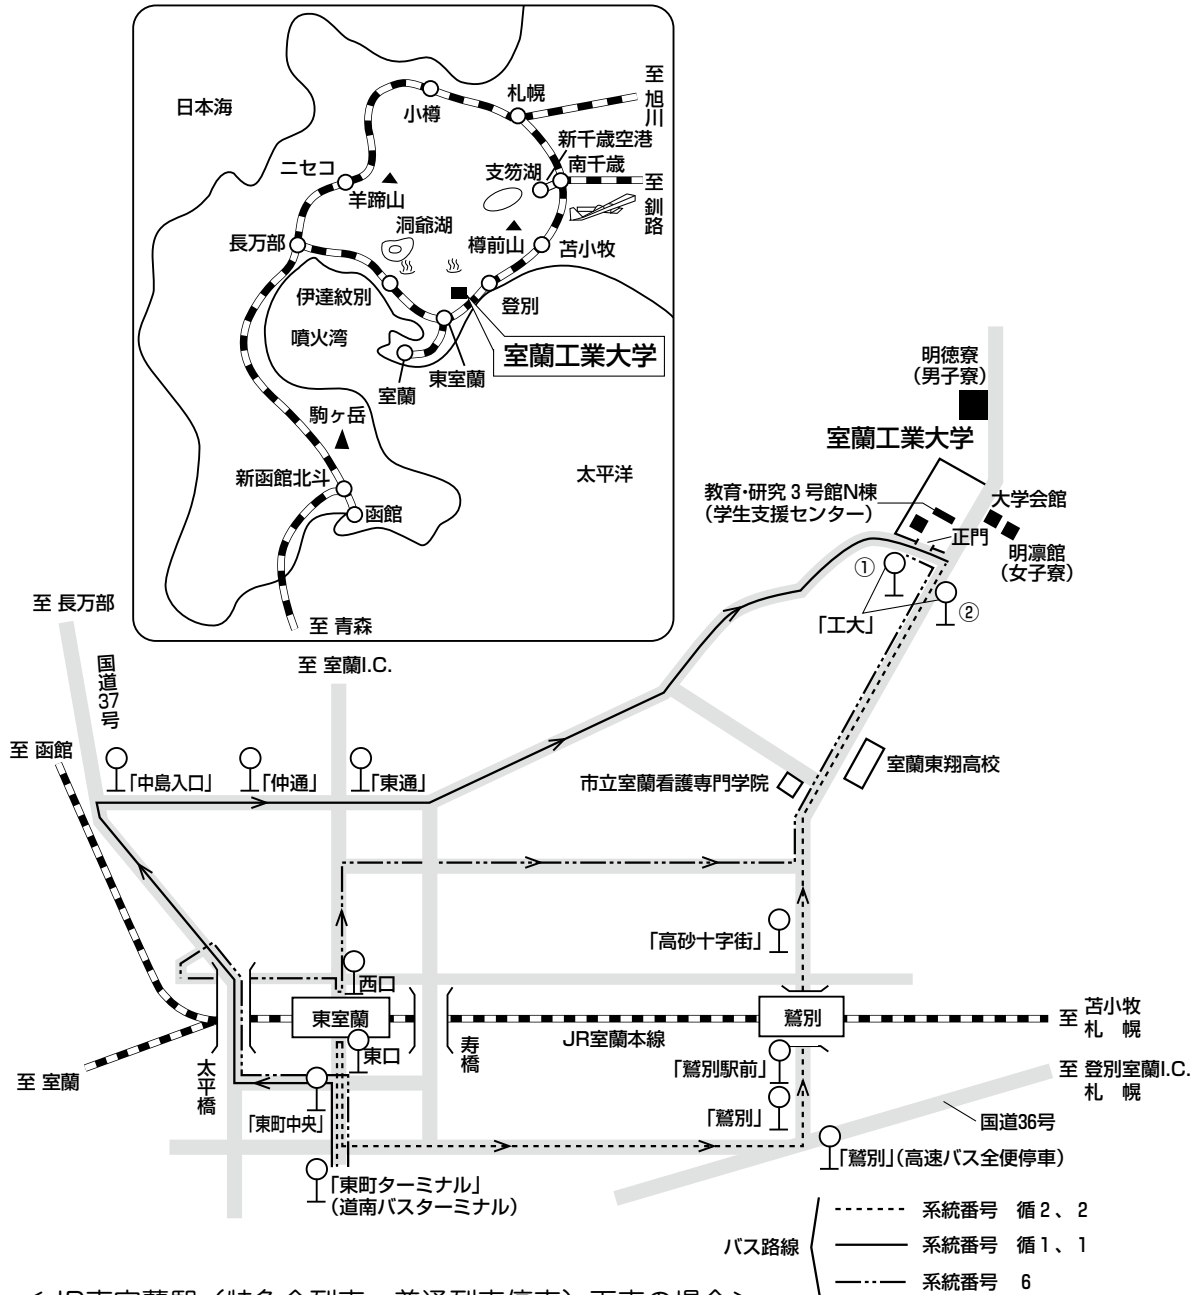 日本海
小樽
札幌
至
旭川
新千歳空港
南千歳
支笏湖
至
釧路
ニセコ
羊蹄山
洞爺湖
樽前山
苫小牧
長万部
伊達紋別
登別
噴火湾
室蘭工業大学
東室蘭
室蘭
駒ヶ岳
太平洋
新函館北斗
函館
至 青森
明徳寮
（男子寮）
室蘭工業大学
教育・研究３号館N棟
（学生支援センター）
大学会館
正門
明凛館
（女子寮）
①
②
「工大」
至 長万部
至 室蘭I.C.
国道37号
至 函館
「中島入口」
「仲通」
「東通」
市立室蘭看護専門学院
室蘭東翔高校
「高砂十字街」
西口
東室蘭
鷲別
至 苫小牧
札　幌
JR室蘭本線
寿橋
東口
「鷲別駅前」
至 室蘭
太平橋
至 登別室蘭I.C.
札　幌
「東町中央」
「鷲別」
国道36号
「鷲別」（高速バス全便停車）
「東町ターミナル」
（道南バスターミナル）
バス路線
系統番号　循２、２
系統番号　循１、１
系統番号　６